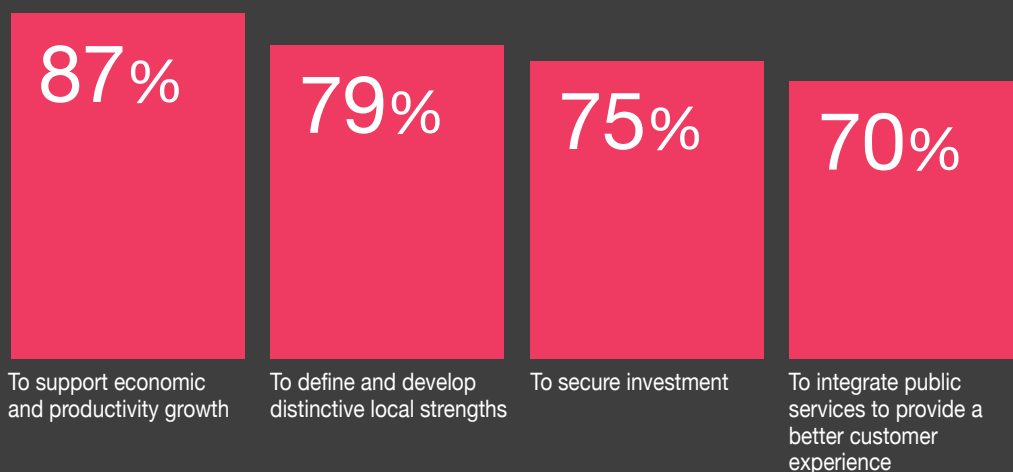 87%
79%
75%
70%
To support economic
and productivity growth
To define and develop
distinctive local strengths
To secure investment
To integrate public
services to provide a
better customer
experience